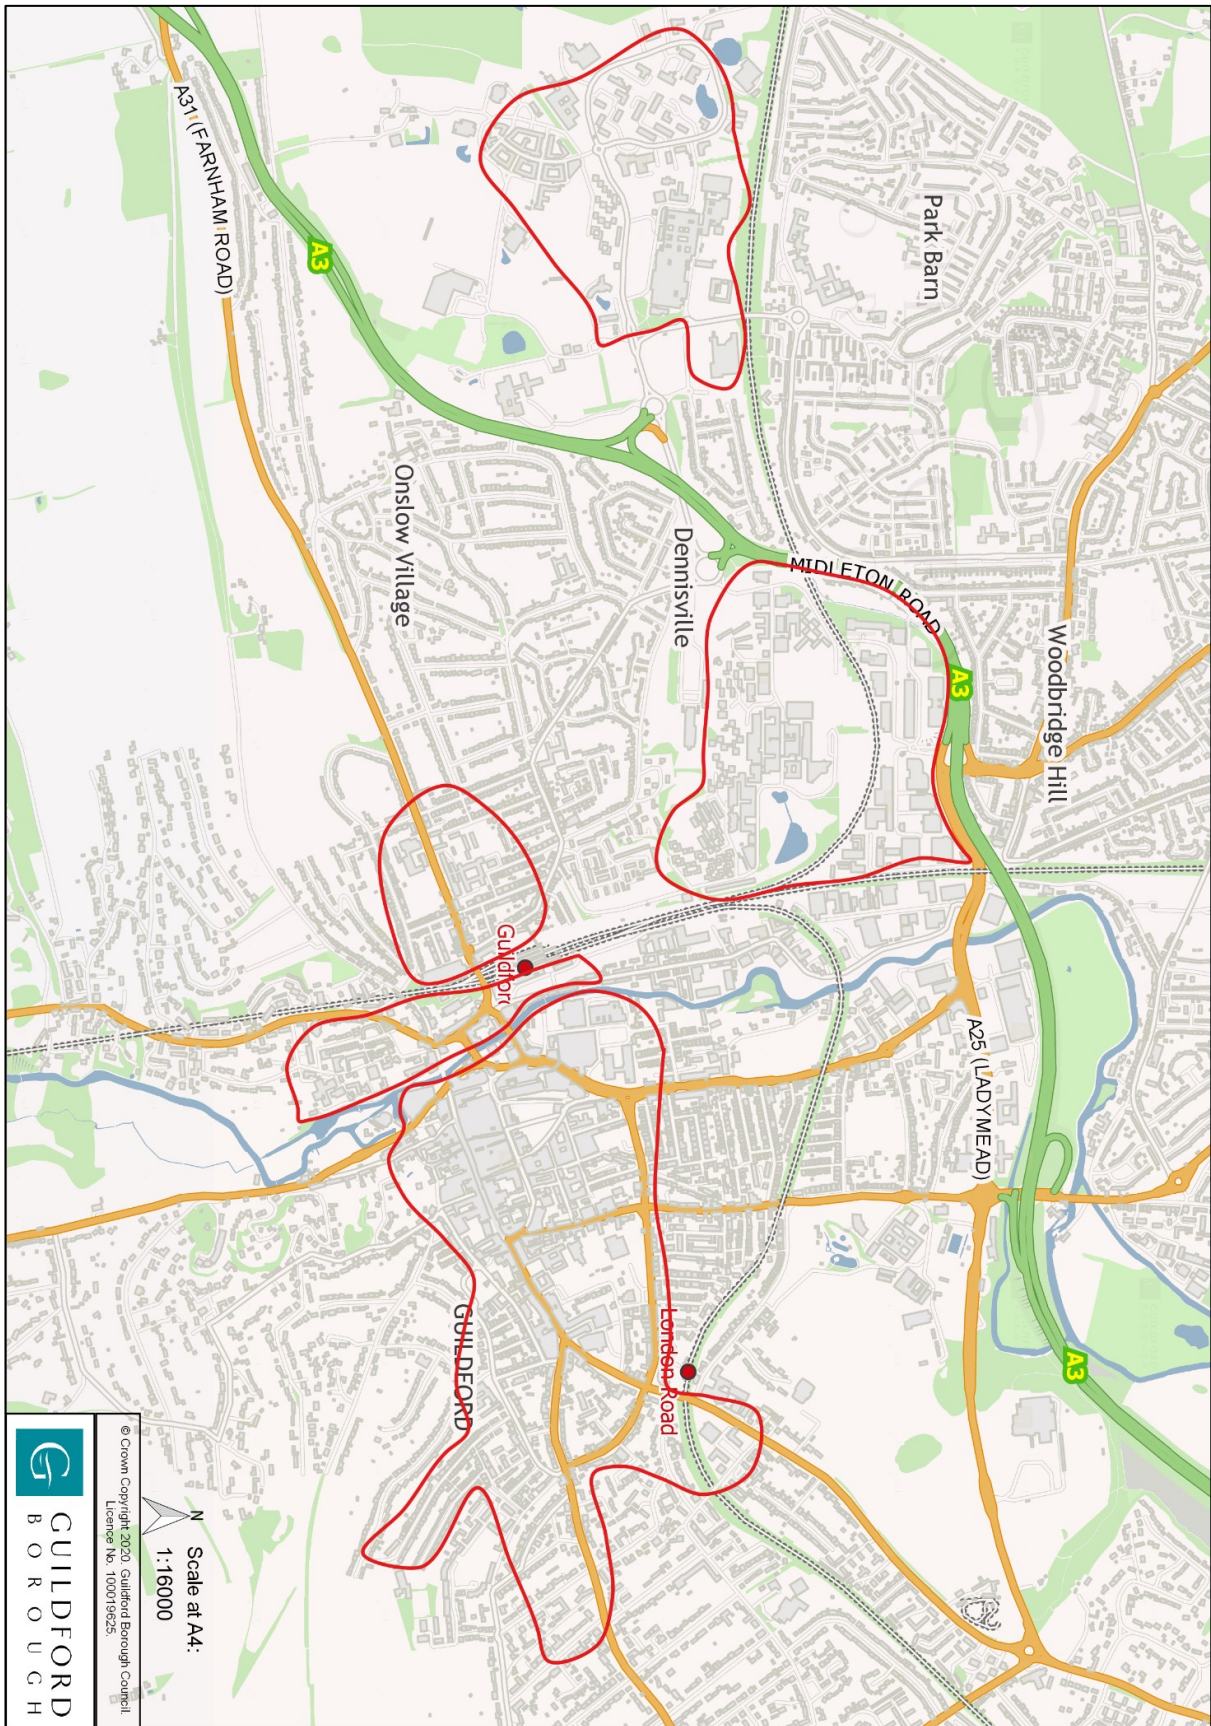 Park Barn
A31 (FARNHAM ROAD)
A3
Onslow Village
Dennisville
MIDLETON ROAD
Woodbridge Hill
A3
Guildford
A25 (LADYMEAD)
London Road
GUILDFORD
A3
N
Scale at A4:
1:16000
© Crown Copyright 2020. Guildford Borough Council.
Licence No. 100019625.
GUILDFORD
BOROUGH